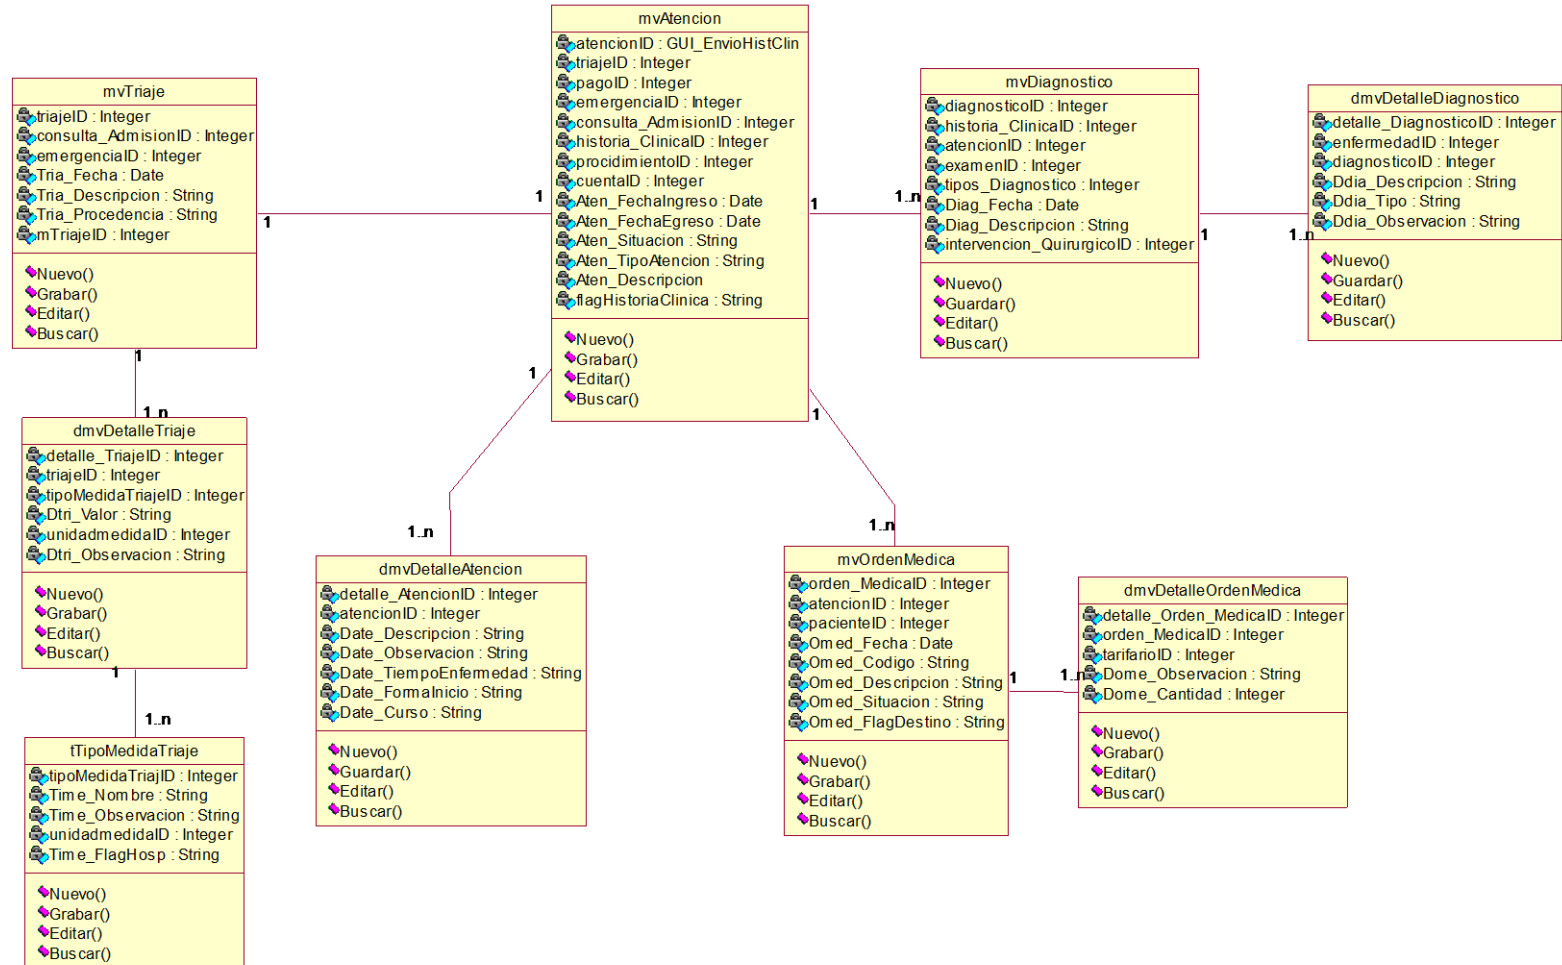 mvAtencion
atencionID : GUI_EnvioHistClin
triajeID : Integer
pagoID : Integer
emergenciaID : Integer
consulta_AdmisionID : Integer
historia_ClinicaID : Integer
procidimientoID : Integer
cuentaID : Integer
Aten_FechaIngreso : Date
Aten_FechaEgreso : Date
Aten_Situacion : String
Aten_TipoAtencion : String
Aten_Descripcion
flagHistoriaClinica : String
Nuevo()
Grabar()
Editar()
Buscar()
mvTriaje
triajeID : Integer
consulta_AdmisionID : Integer
emergenciaID : Integer
Tria_Fecha : Date
Tria_Descripcion : String
Tria_Procedencia : String
mTriajeID : Integer
Nuevo()
Grabar()
Editar()
Buscar()
1
1
mvDiagnostico
diagnosticoID : Integer
historia_ClinicaID : Integer
atencionID : Integer
examenID : Integer
tipos_Diagnostico : Integer
Diag_Fecha : Date
Diag_Descripcion : String
intervencion_QuirurgicoID : Integer
Nuevo()
Guardar()
Editar()
Buscar()
1
1..n
dmvDetalleDiagnostico
detalle_DiagnosticoID : Integer
enfermedadID : Integer
diagnosticoID : Integer
Ddia_Descripcion : String
Ddia_Tipo : String
Ddia_Observacion : String
Nuevo()
Guardar()
Editar()
Buscar()
1
1..n
1
1..n
dmvDetalleTriaje
detalle_TriajeID : Integer
triajeID : Integer
tipoMedidaTriajeID : Integer
Dtri_Valor : String
unidadmedidaID : Integer
Dtri_Observacion : String
Nuevo()
Grabar()
Editar()
Buscar()
1
1..n
tTipoMedidaTriaje
tipoMedidaTriajID : Integer
Time_Nombre : String
Time_Observacion : String
unidadmedidaID : Integer
Time_FlagHosp : String
Nuevo()
Grabar()
Editar()
Buscar()
1
1..n
dmvDetalleAtencion
detalle_AtencionID : Integer
atencionID : Integer
Date_Descripcion : String
Date_Observacion : String
Date_TiempoEnfermedad : String
Date_FormaInicio : String
Date_Curso : String
Nuevo()
Guardar()
Editar()
Buscar()
1
1..n
mvOrdenMedica
orden_MedicaID : Integer
atencionID : Integer
pacienteID : Integer
Omed_Fecha : Date
Omed_Codigo : String
Omed_Descripcion : String
Omed_Situacion : String
Omed_FlagDestino : String
Nuevo()
Grabar()
Editar()
Buscar()
1
1..n
dmvDetalleOrdenMedica
detalle_Orden_MedicaID : Integer
orden_MedicaID : Integer
tarifarioID : Integer
Dome_Observacion : String
Dome_Cantidad : Integer
Nuevo()
Grabar()
Editar()
Buscar()